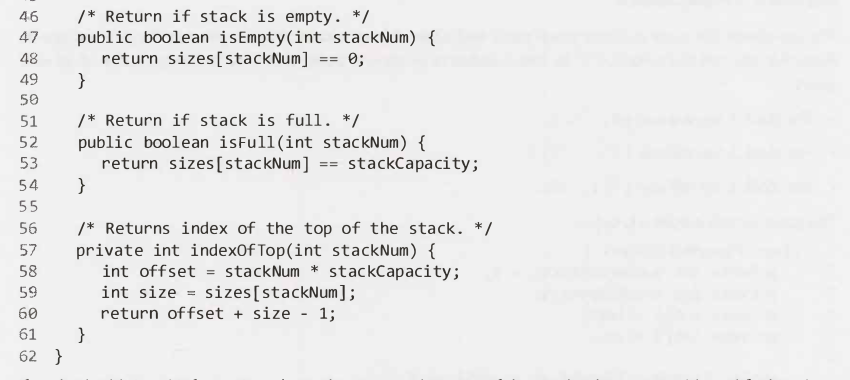 46 /* Return if stack is empty. */
47 public boolean isEmpty(int stackNum) {
48 return sizes[stackNum] == 0;
49 }
50
51 /* Return if stack is full. */
52 public boolean isFull(int stackNum) {
53 return sizes[stackNum] == stackCapacity;
54 }
55
56 /* Returns index of the top of the stack. */
57 private int indexOfTop(int stackNum) {
58 int offset = stackNum * stackCapacity;
59 int size = sizes[stackNum];
60 return offset + size - 1;
61 }
62 }